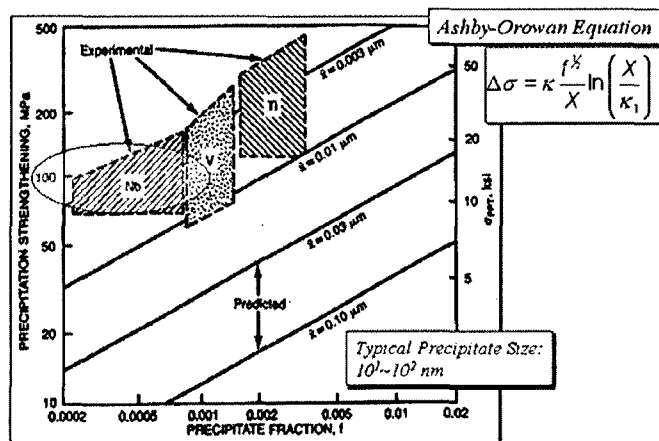 Ashby-Orowan Equation
Δσ = κ f^½/X ln(X/κ₁)
PRECIPITATION STRENGTHENING, MPa
500
200
100
50
20
10
Experimental
Nb
V
Ti
x̄ = 0.003 μm
x̄ = 0.01 μm
x̄ = 0.03 μm
x̄ = 0.10 μm
Predicted
50
20
10
5
σPPT, ksi
Typical Precipitate Size:
10¹~10² nm
0.0002
0.0005
0.001
0.002
0.005
0.01
0.02
PRECIPITATE FRACTION, f